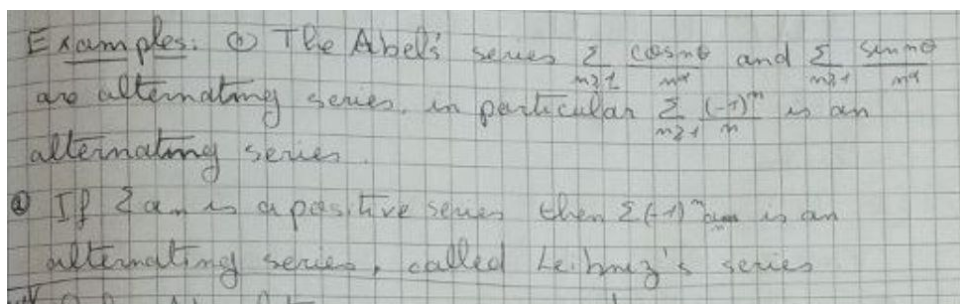 Examples: ① The Abel's series Σ_{n≥1} cos nθ / n^α and Σ_{n≥1} sin nθ / n^α
are alternating series, in particular Σ_{n≥1} (-1)^n / n is an
alternating series.
② If Σ a_n is a positive series then Σ (-1)^n a_n is an
alternating series, called Leibniz's series